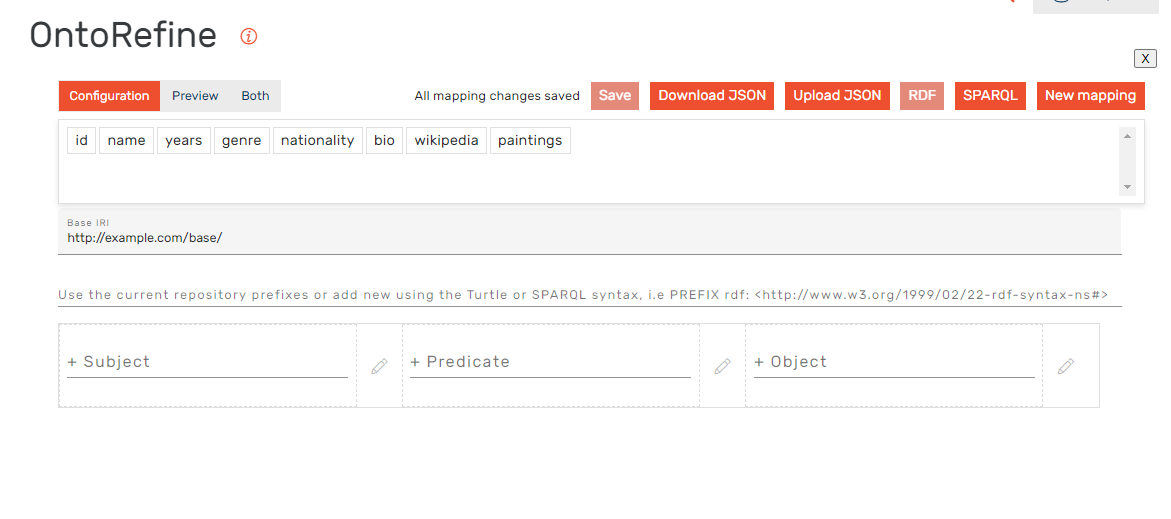 OntoRefine
X
Configuration Preview Both All mapping changes saved Save Download JSON Upload JSON RDF SPARQL New mapping
id name years genre nationality bio wikipedia paintings
Base IRI
http://example.com/base/
Use the current repository prefixes or add new using the Turtle or SPARQL syntax, i.e PREFIX rdf: <http://www.w3.org/1999/02/22-rdf-syntax-ns#>
+ Subject + Predicate + Object